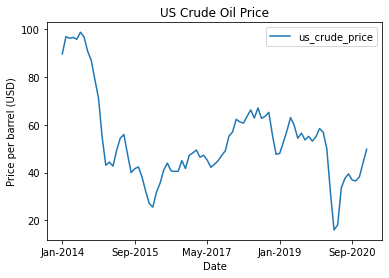 US Crude Oil Price
us_crude_price
Price per barrel (USD)
100
80
60
40
20
Jan-2014
Sep-2015
May-2017
Jan-2019
Sep-2020
Date